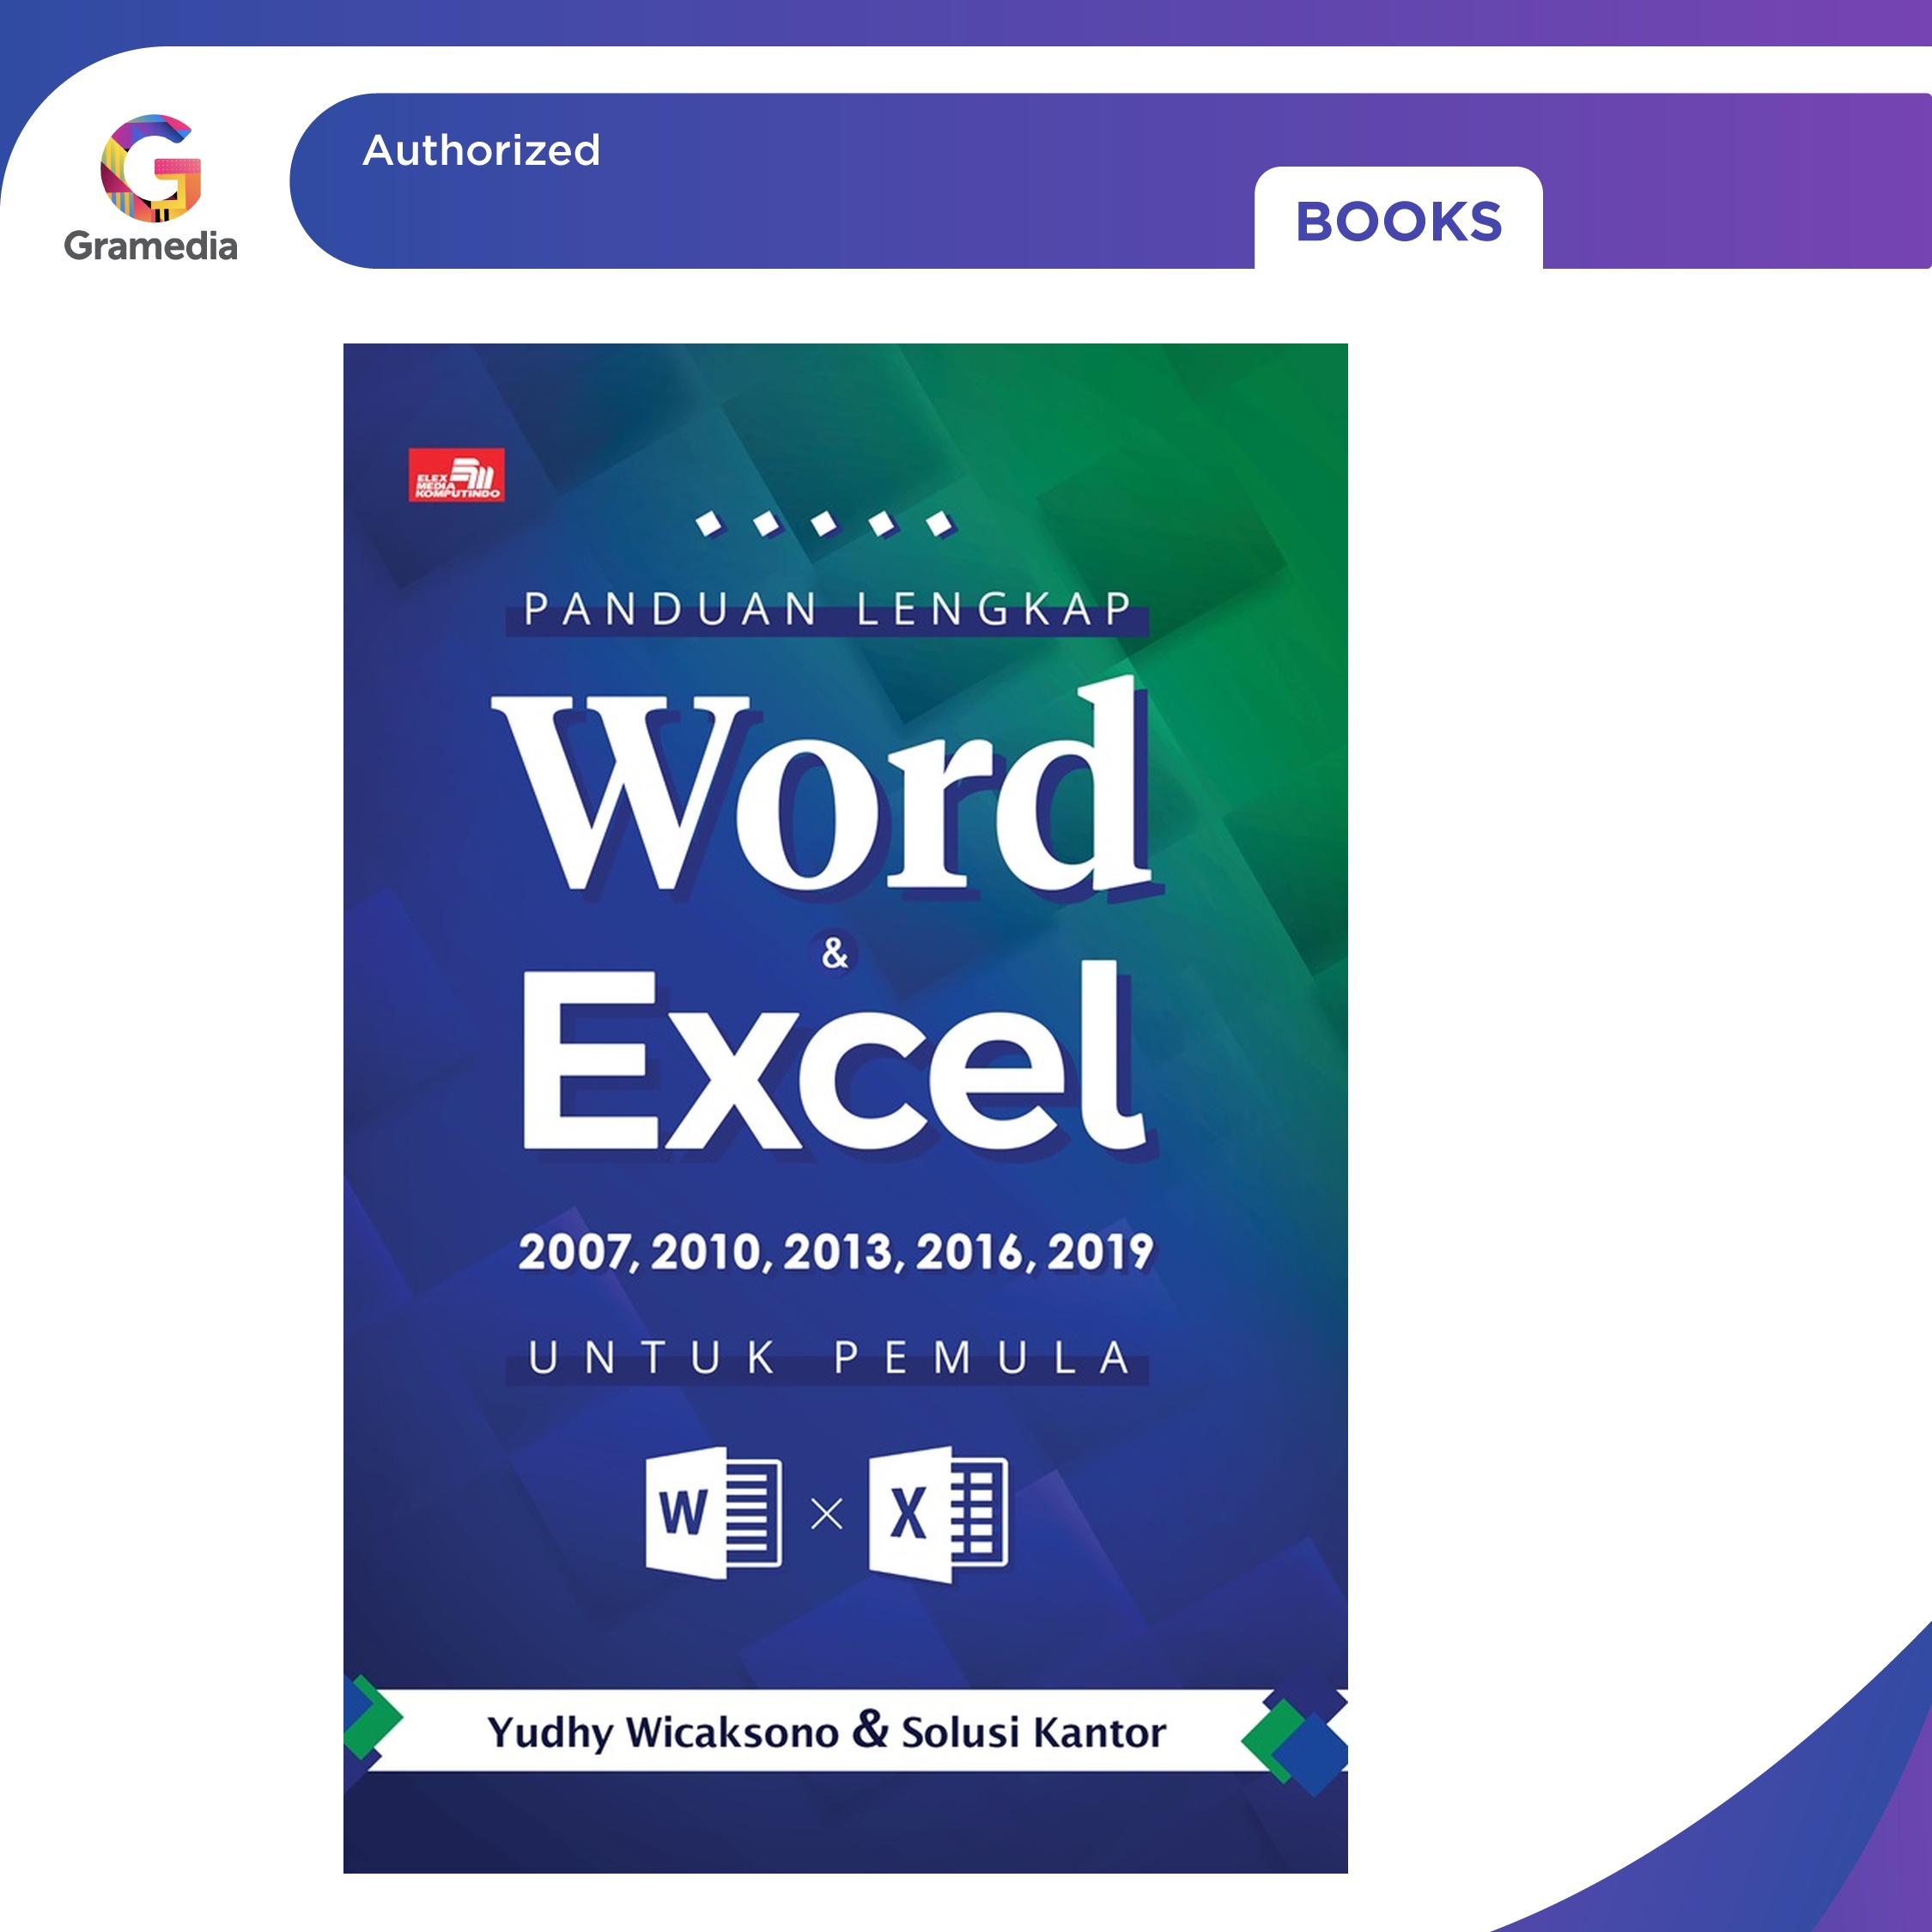 Authorized
Gramedia
BOOKS
ELEX
MEDIA
KOMPUTINDO
PANDUAN LENGKAP
Word
&
Excel
2007, 2010, 2013, 2016, 2019
UNTUK PEMULA
W X
Yudhy Wicaksono & Solusi Kantor